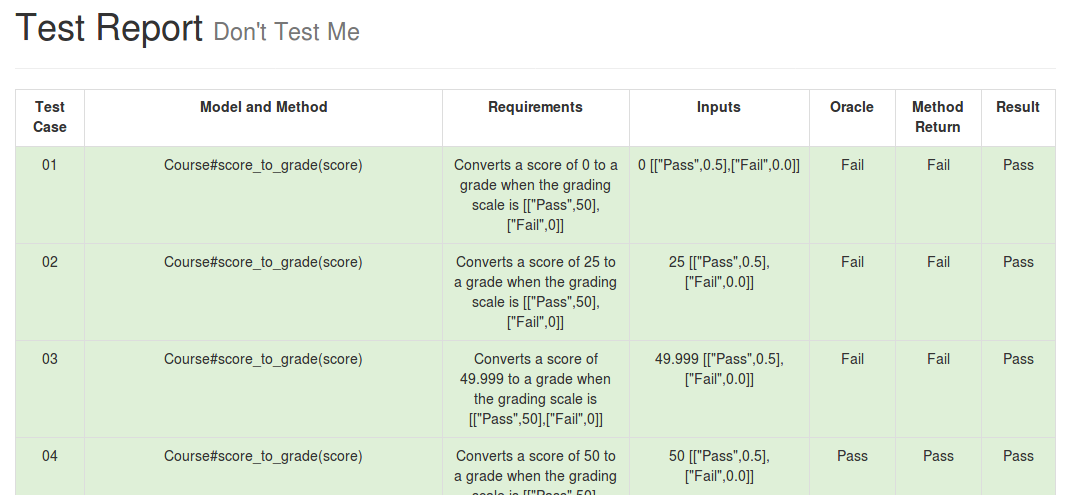 Test Report Don't Test Me
Test
Case
Model and Method
Requirements
Inputs
Oracle
Method
Return
Result
01
Course#score_to_grade(score)
Converts a score of 0 to a
grade when the grading
scale is [["Pass",50],
["Fail",0]]
0 [["Pass",0.5],["Fail",0.0]]
Fail
Fail
Pass
02
Course#score_to_grade(score)
Converts a score of 25 to
a grade when the grading
scale is [["Pass",50],
["Fail",0]]
25 [["Pass",0.5],
["Fail",0.0]]
Fail
Fail
Pass
03
Course#score_to_grade(score)
Converts a score of
49.999 to a grade when
the grading scale is
[["Pass",50],["Fail",0]]
49.999 [["Pass",0.5],
["Fail",0.0]]
Fail
Fail
Pass
04
Course#score_to_grade(score)
Converts a score of 50 to
a grade when the grading
scale is [["Pass",50],
50 [["Pass",0.5],
["Fail",0.0]]
Pass
Pass
Pass